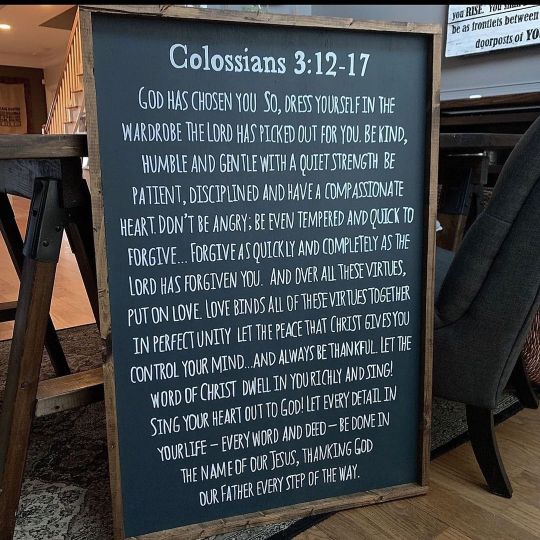 YOU RISE. YOU
be as frontlets between
doorposts of YO
Colossians 3:12-17
GOD HAS CHOSEN YOU SO, DRESS YOURSELF IN THE
WARDROBE THE LORD HAS PICKED OUT FOR YOU. BE KIND,
HUMBLE AND GENTLE WITH A QUIET STRENGTH BE
PATIENT, DISCIPLINED AND HAVE A COMPASSIONATE
HEART. DON'T BE ANGRY; BE EVEN TEMPERED AND QUICK TO
FORGIVE... FORGIVE AS QUICKLY AND COMPLETELY AS THE
LORD HAS FORGIVEN YOU. AND OVER ALL THESE VIRTUES,
PUT ON LOVE. LOVE BINDS ALL OF THESE VIRTUES TOGETHER
IN PERFECT UNITY LET THE PEACE THAT CHRIST GIVES YOU
CONTROL YOUR MIND...AND ALWAYS BE THANKFUL. LET THE
WORD OF CHRIST DWELL IN YOU RICHLY AND SING!
SING YOUR HEART OUT TO GOD! LET EVERY DETAIL IN
YOUR LIFE – EVERY WORD AND DEED – BE DONE IN
THE NAME OF OUR JESUS, THANKING GOD
OUR FATHER EVERY STEP OF THE WAY.